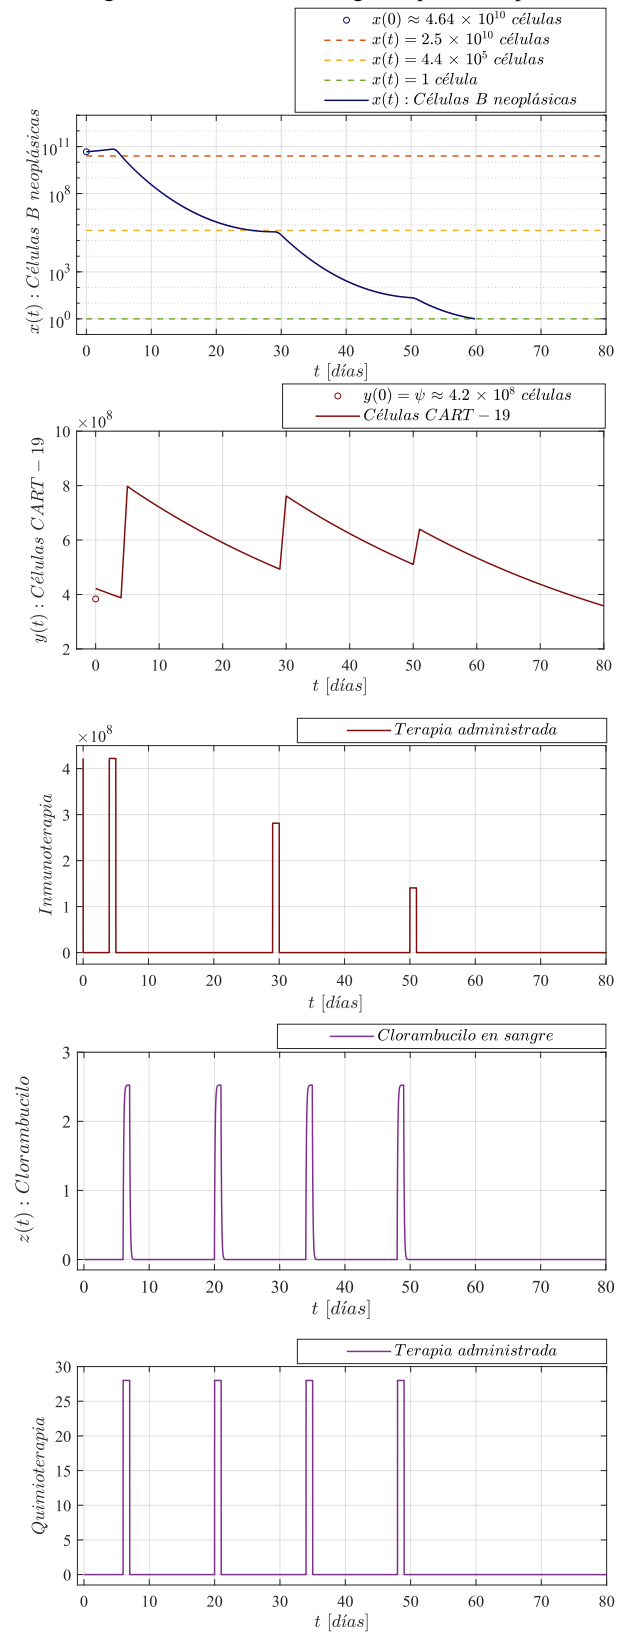 x(0) ≈ 4.64 × 10¹⁰ células
x(t) = 2.5 × 10¹⁰ células
x(t) = 4.4 × 10⁵ células
x(t) = 1 célula
x(t) : Células B neoplásicas
x(t) : Células B neoplásicas
10¹¹
10⁸
10³
10⁰
0 10 20 30 40 50 60 70 80
t [días]
y(0) = ψ ≈ 4.2 × 10⁸ células
Células CART − 19
×10⁸
y(t) : Células CART − 19
10
8
6
4
2
0 10 20 30 40 50 60 70 80
t [días]
Terapia administrada
×10⁸
Inmunoterapia
4
3
2
1
0
0 10 20 30 40 50 60 70 80
t [días]
Clorambucilo en sangre
z(t) : Clorambucilo
3
2
1
0
0 10 20 30 40 50 60 70 80
t [días]
Terapia administrada
Quimioterapia
30
25
20
15
10
5
0
0 10 20 30 40 50 60 70 80
t [días]